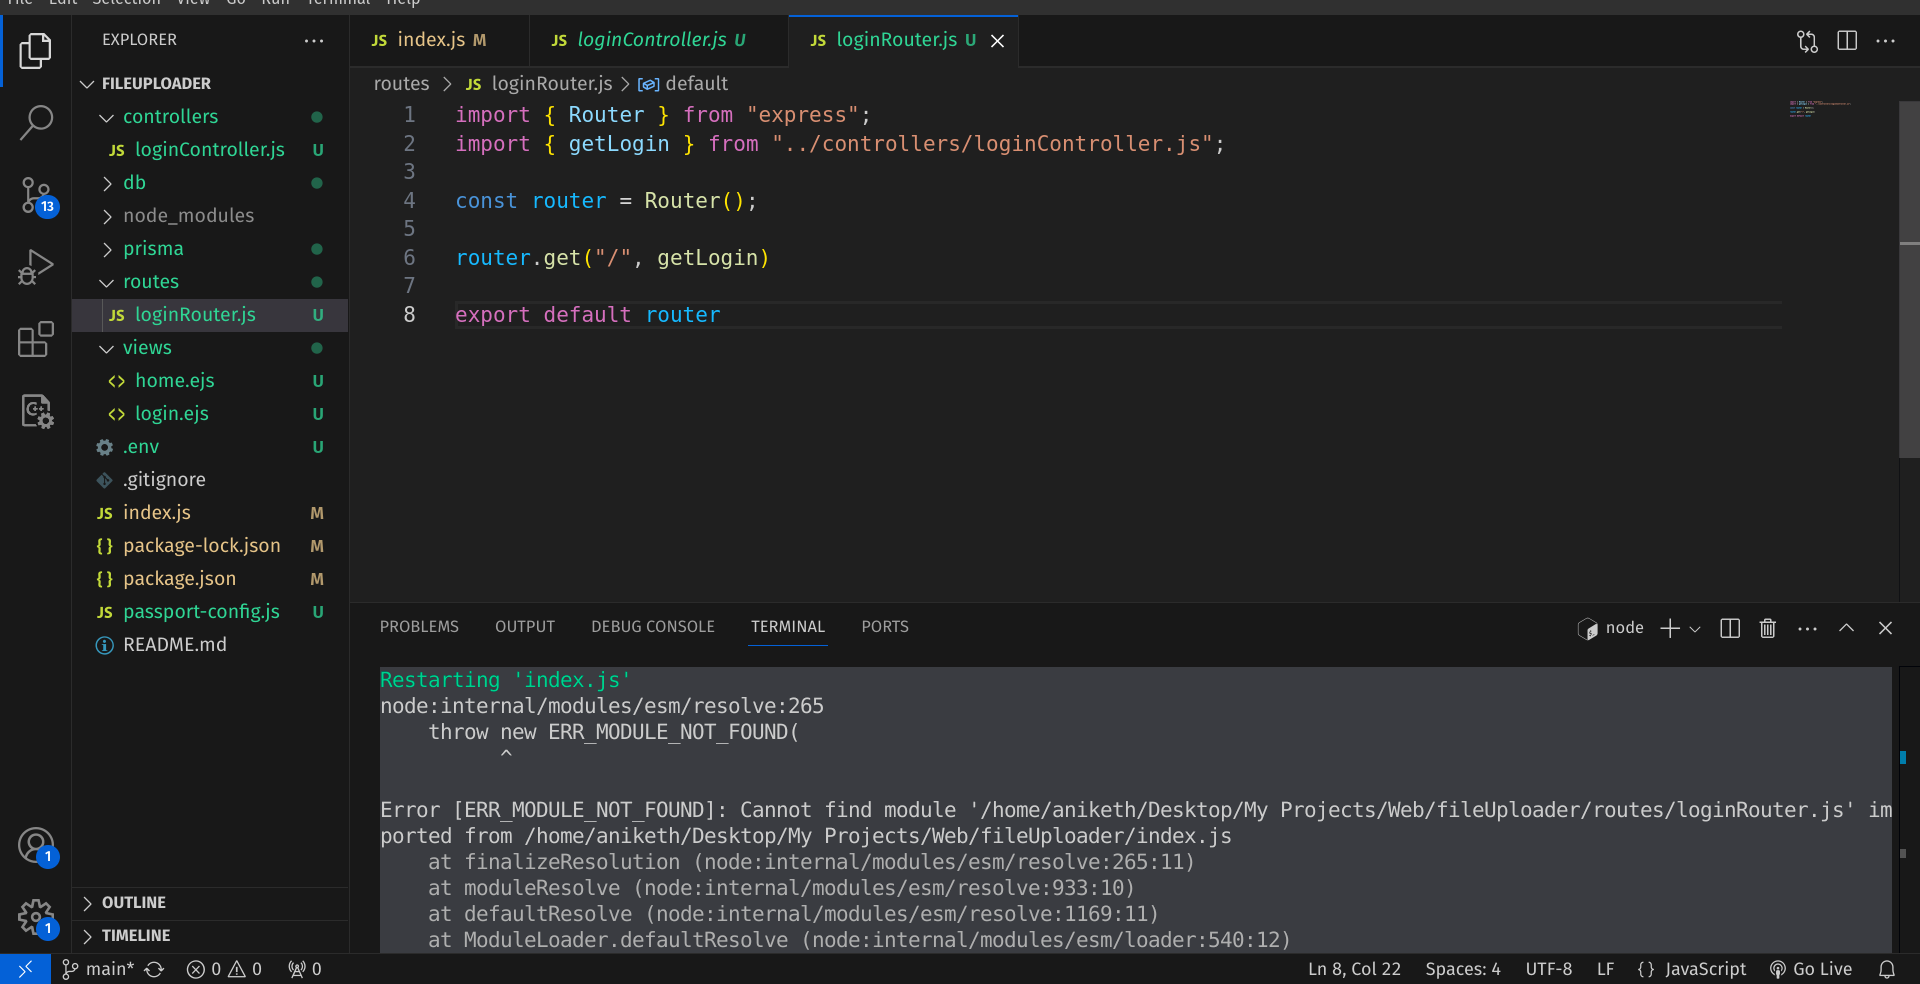 File Edit Selection View Go Run Terminal Help
EXPLORER
FILEUPLOADER
controllers
JS loginController.js U
db
node_modules
prisma
routes
JS loginRouter.js U
views
<> home.ejs U
<> login.ejs U
.env U
.gitignore
JS index.js M
{} package-lock.json M
{} package.json M
JS passport-config.js U
README.md
OUTLINE
TIMELINE
13
1
1
JS index.js M
JS loginController.js U
JS loginRouter.js U
routes > JS loginRouter.js > default
1 import { Router } from "express";
2 import { getLogin } from "../controllers/loginController.js";
3
4 const router = Router();
5
6 router.get("/", getLogin)
7
8 export default router
PROBLEMS OUTPUT DEBUG CONSOLE TERMINAL PORTS
node
Restarting 'index.js'
node:internal/modules/esm/resolve:265
throw new ERR_MODULE_NOT_FOUND(
^
Error [ERR_MODULE_NOT_FOUND]: Cannot find module '/home/aniketh/Desktop/My Projects/Web/fileUploader/routes/loginRouter.js' im
ported from /home/aniketh/Desktop/My Projects/Web/fileUploader/index.js
at finalizeResolution (node:internal/modules/esm/resolve:265:11)
at moduleResolve (node:internal/modules/esm/resolve:933:10)
at defaultResolve (node:internal/modules/esm/resolve:1169:11)
at ModuleLoader.defaultResolve (node:internal/modules/esm/loader:540:12)
main* 0 0 0
Ln 8, Col 22 Spaces: 4 UTF-8 LF {} JavaScript Go Live